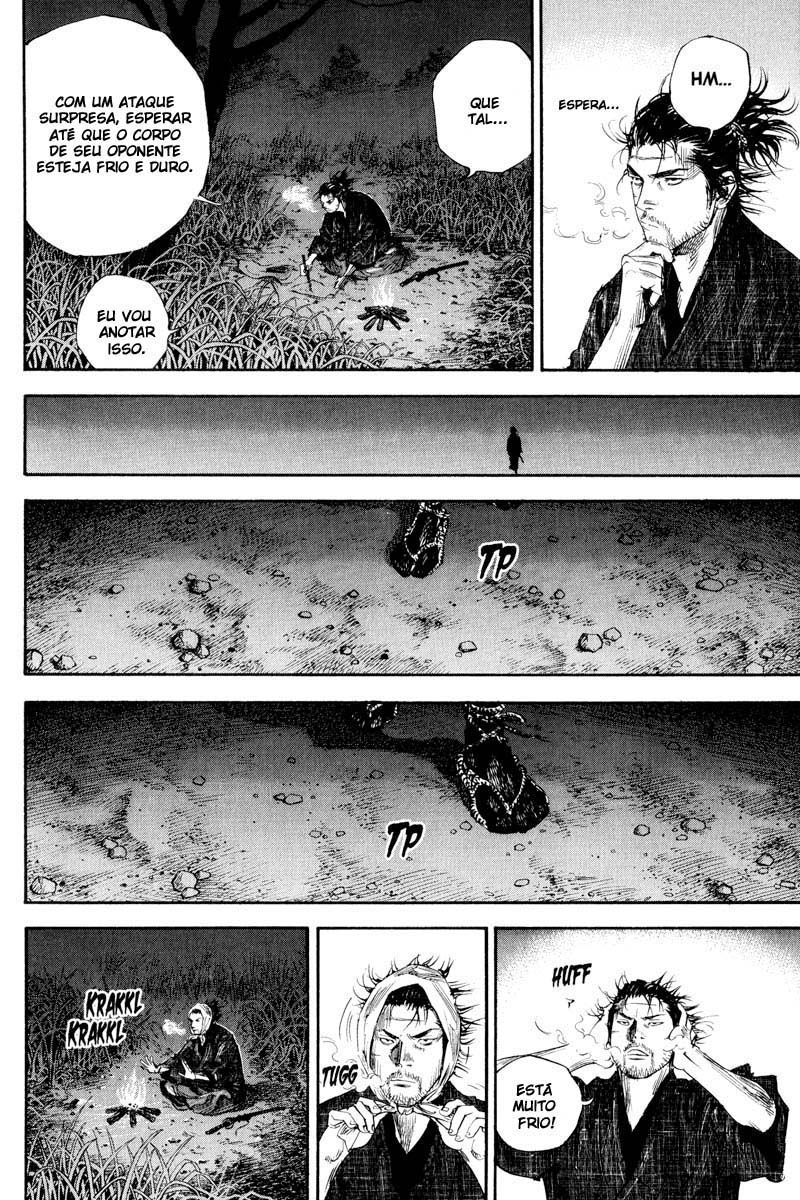 HM...
ESPERA...
QUE
TAL...
COM UM ATAQUE
SURPRESA, ESPERAR
ATÉ QUE O CORPO
DE SEU OPONENTE
ESTEJA FRIO E DURO.
EU VOU
ANOTAR
ISSO.
TP
TP
HUFF
ESTÁ
MUITO
FRIO!
TUGG
KRAKKL
KRAKKL